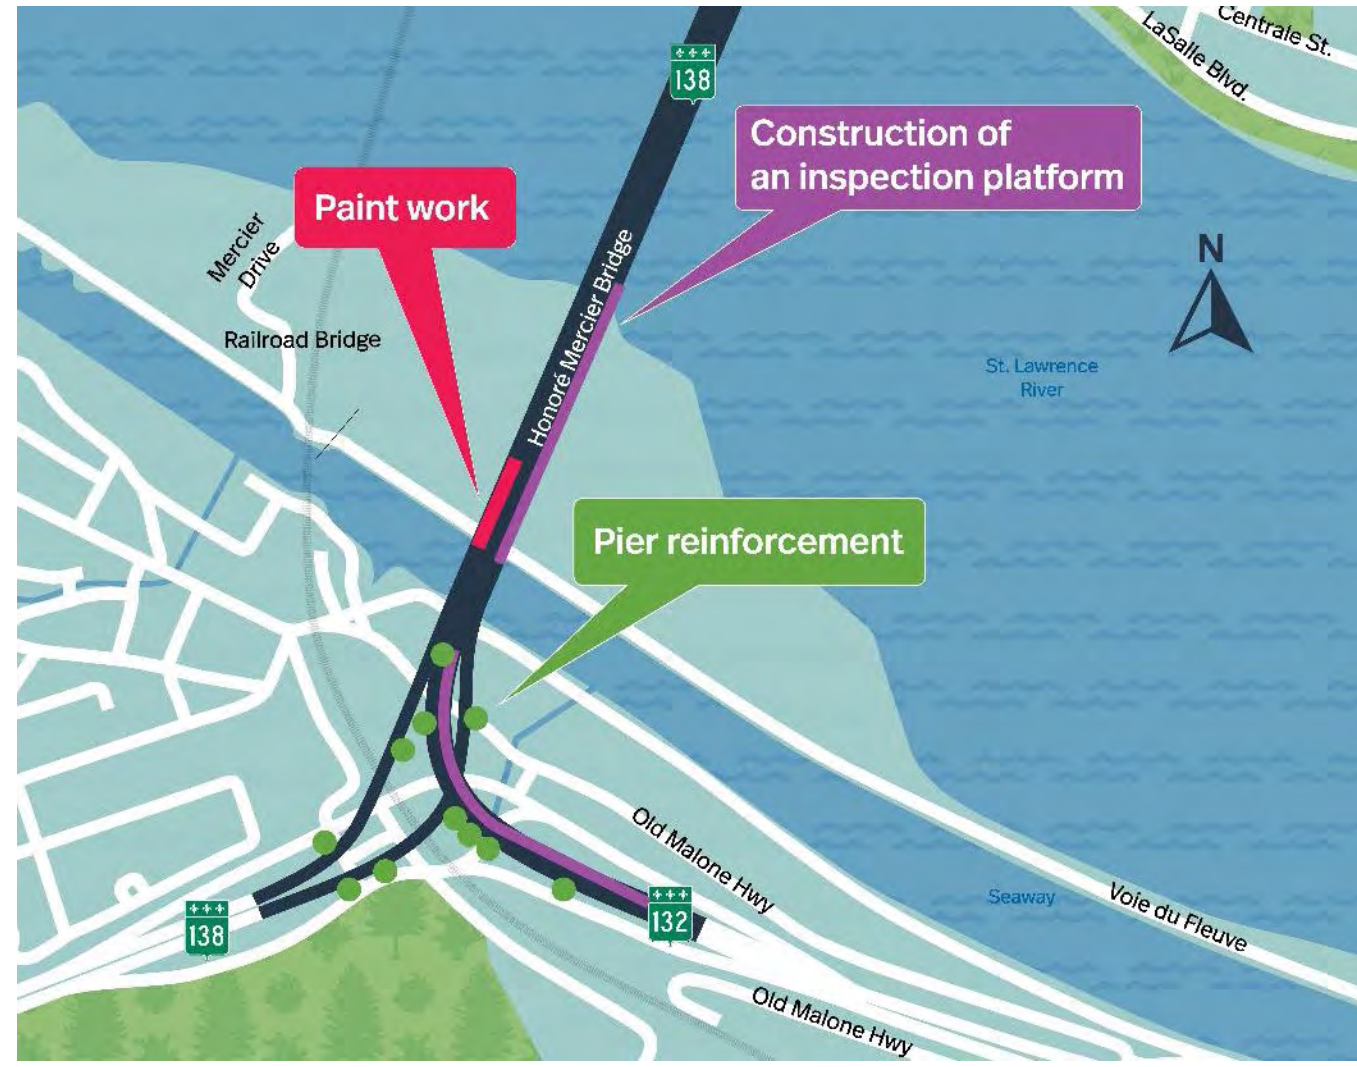 Centrale St.
LaSalle Blvd.
138
Construction of
an inspection platform
Paint work
Mercier
Drive
Honoré Mercier Bridge
N
Railroad Bridge
St. Lawrence
River
Pier reinforcement
Old Malone Hwy
Seaway
Voie du Fleuve
138
132
Old Malone Hwy